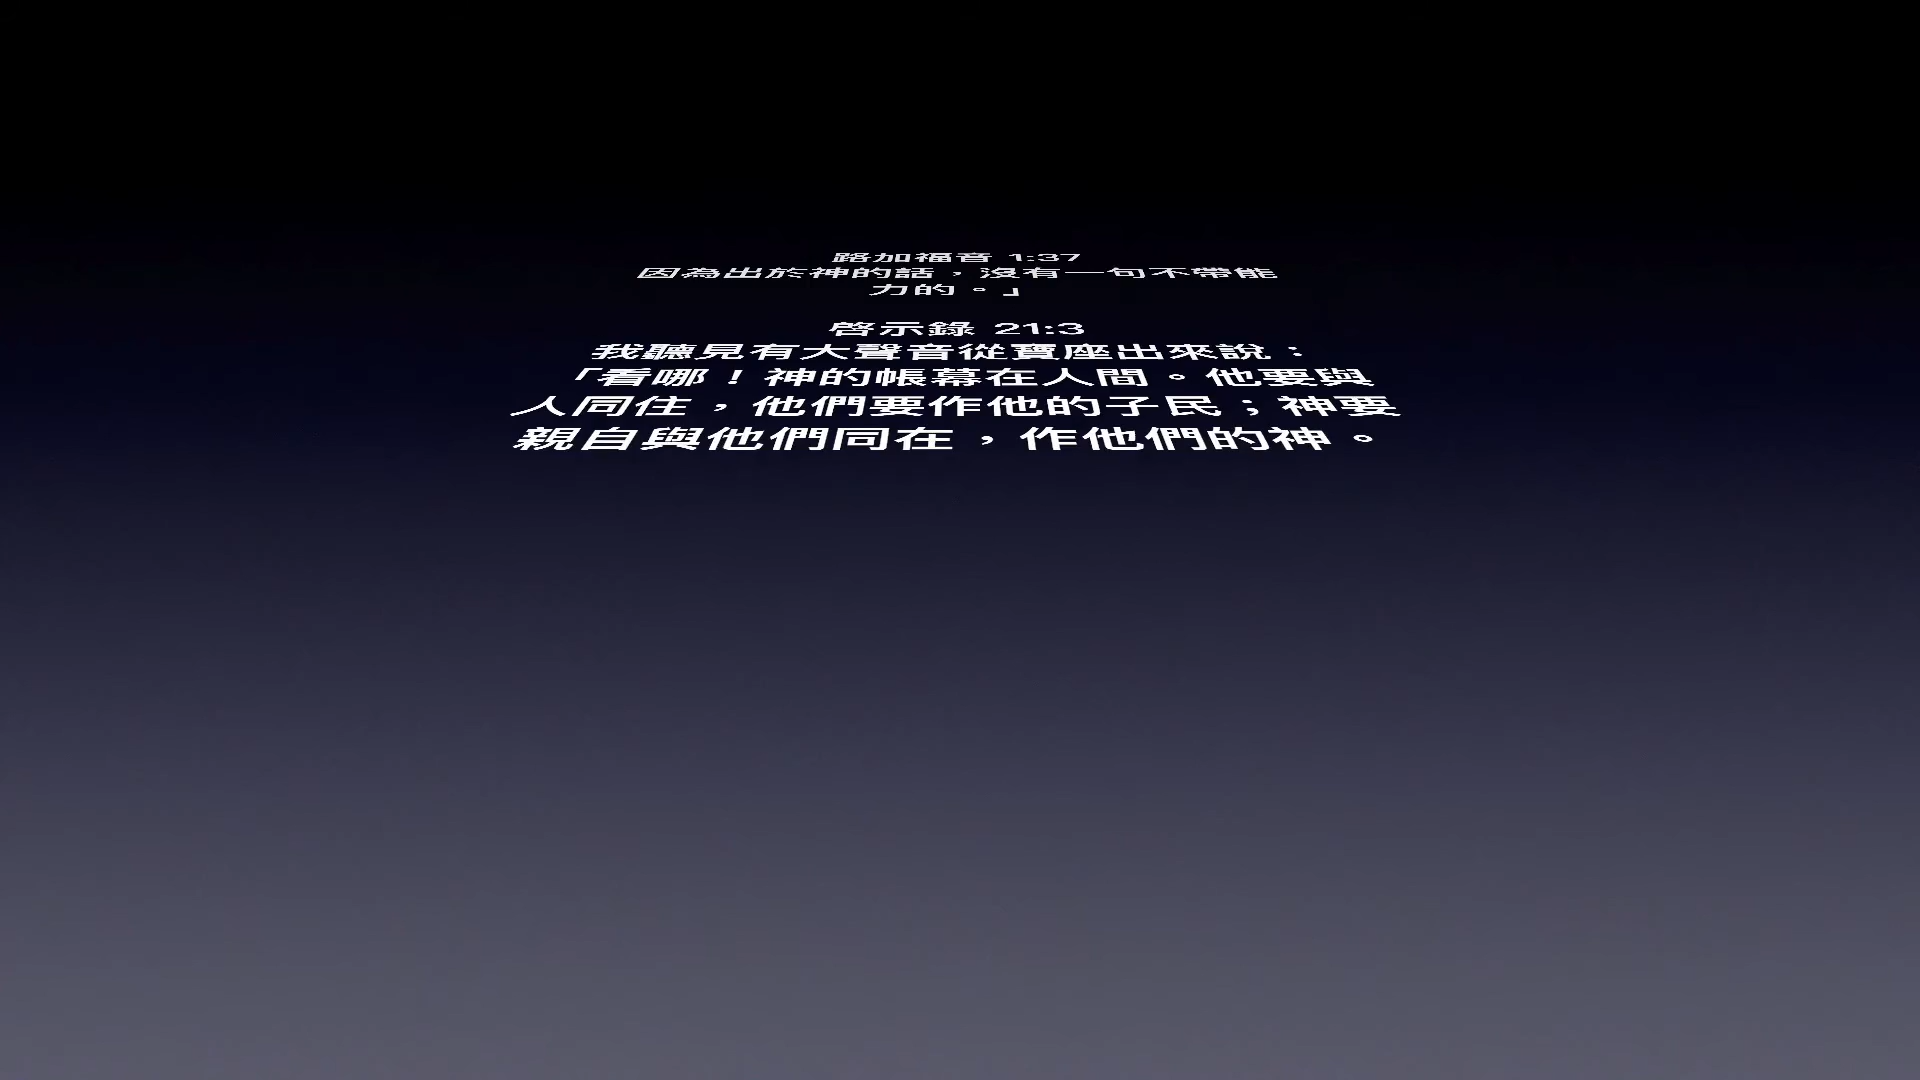 路加福音 1:37
因為出於神的話，沒有一句不帶能
力的。」
啓示錄 21:3
我聽見有大聲音從寶座出來說：
「看哪！神的帳幕在人間。他要與
人同住，他們要作他的子民；神要
親自與他們同在，作他們的神。